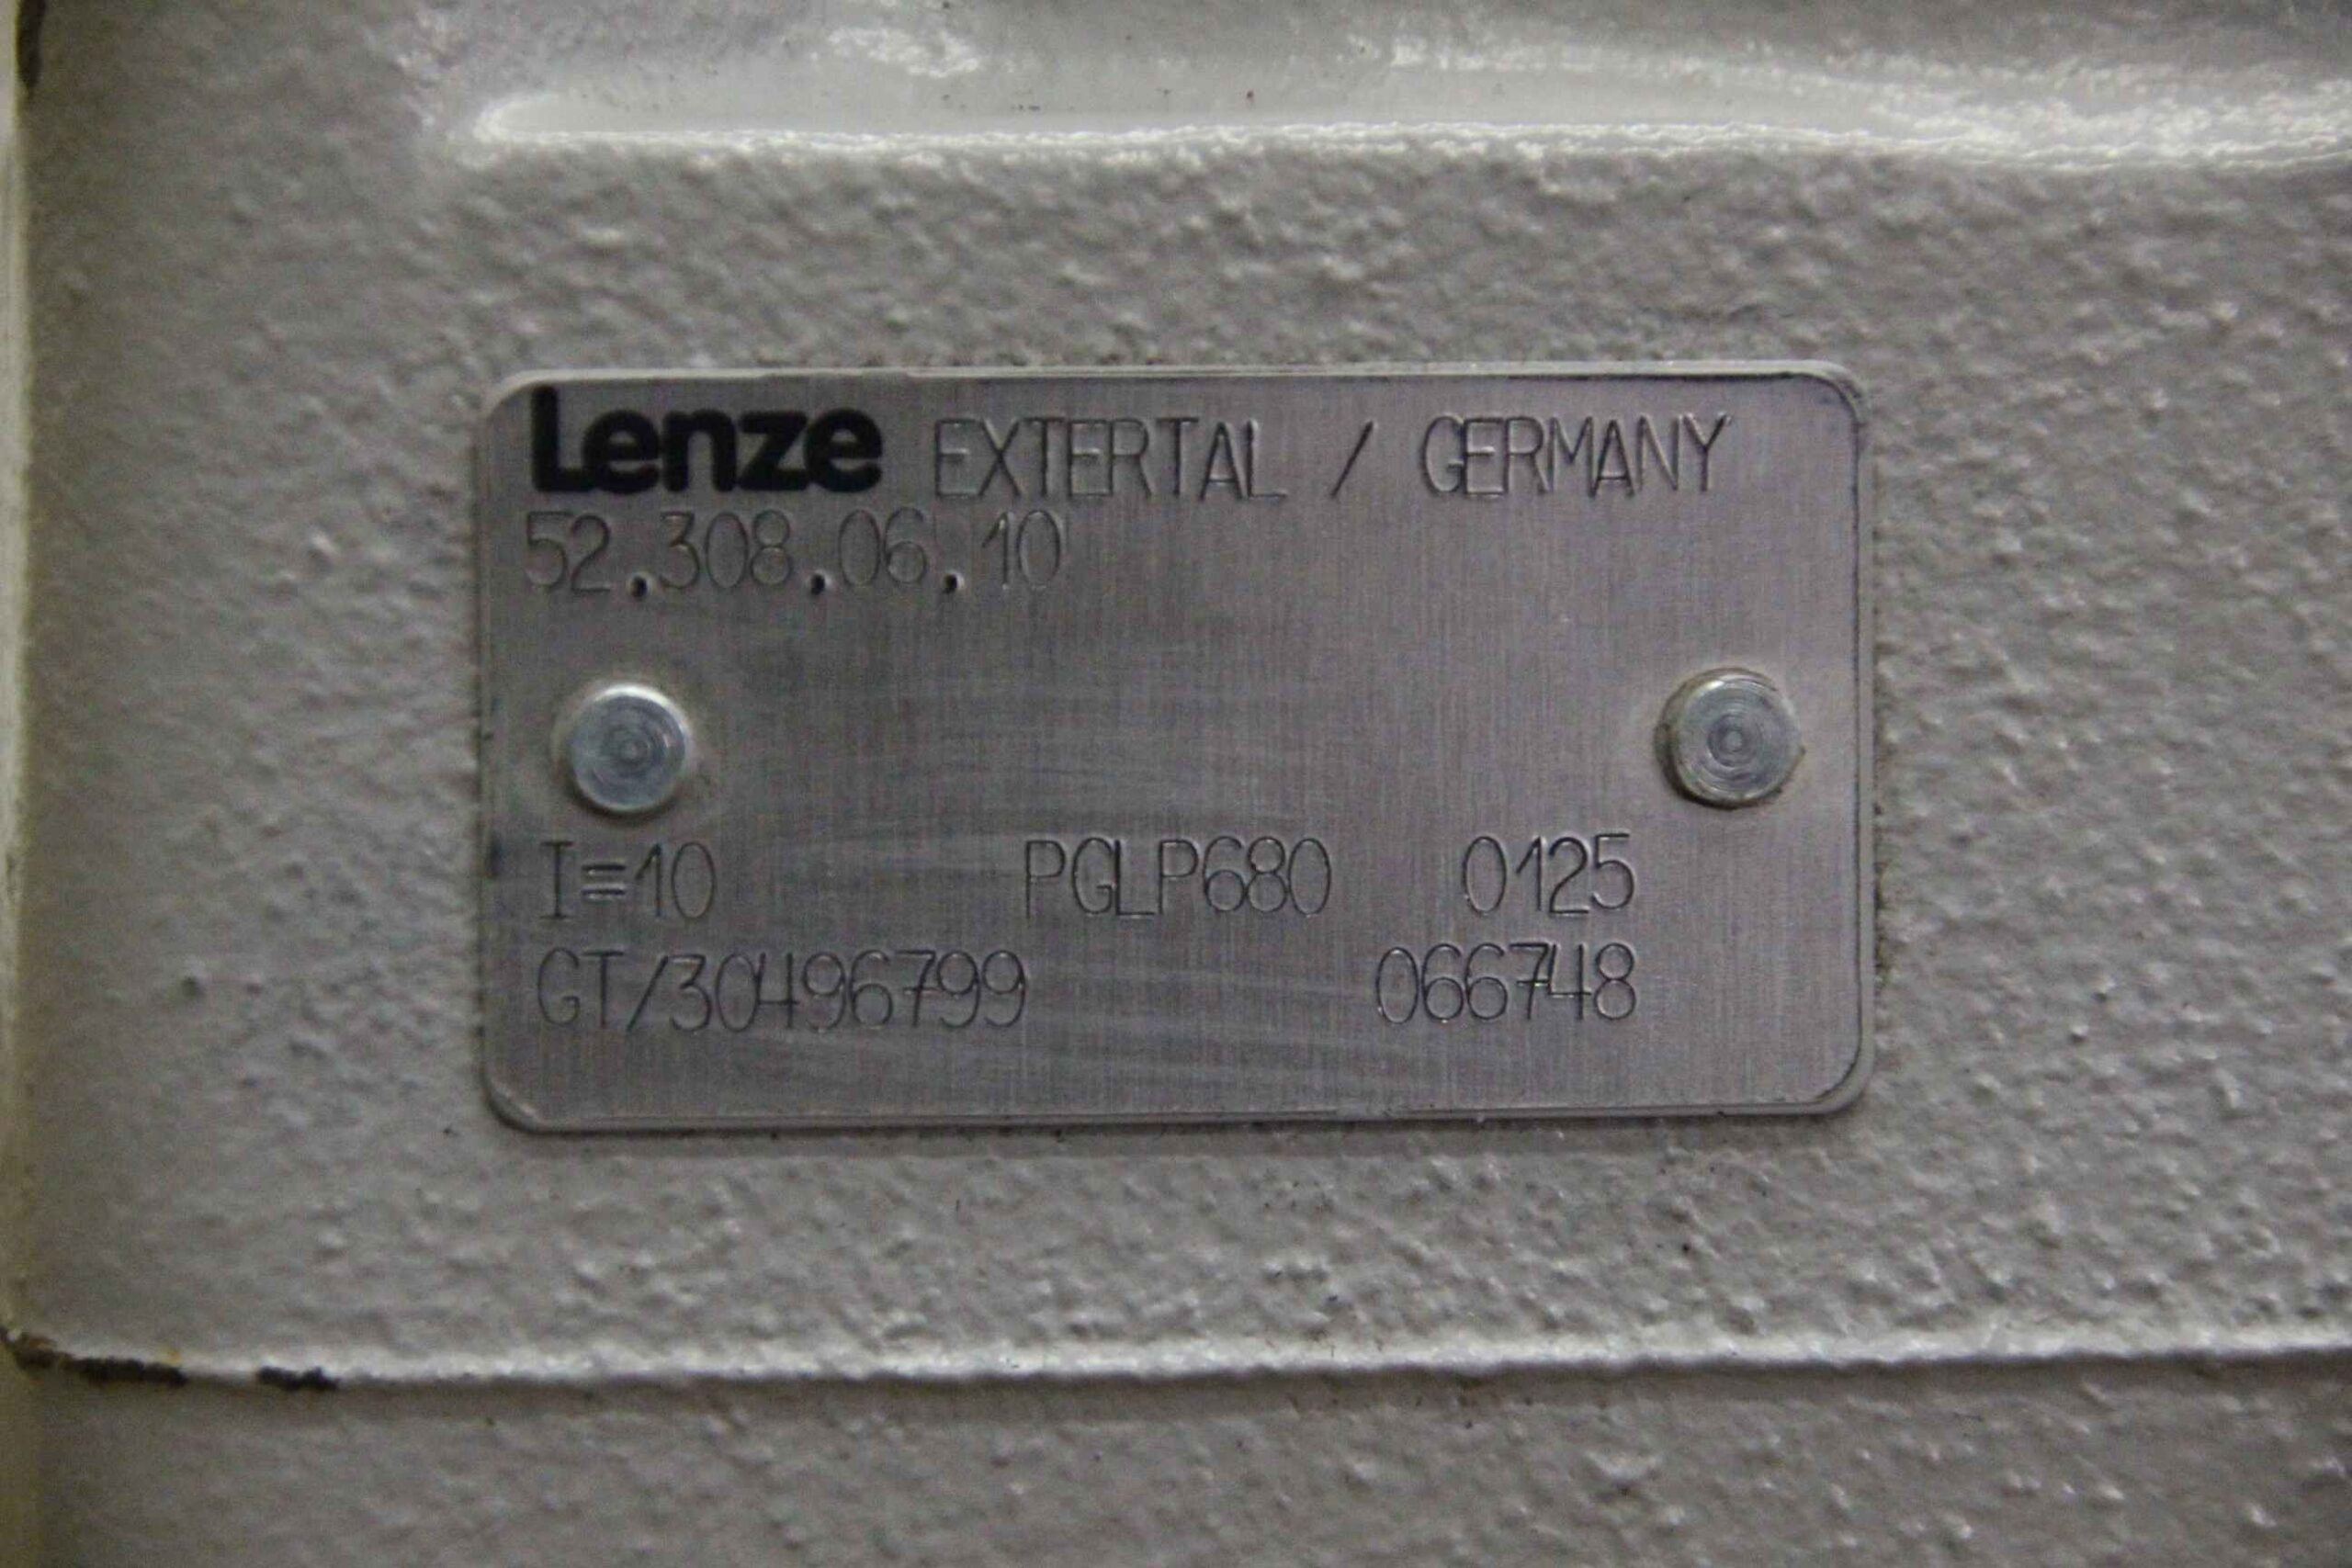 Lenze EXTERTAL / GERMANY
52.308.06.10
I=10 PGLP680 0125
GT/30496799 066748